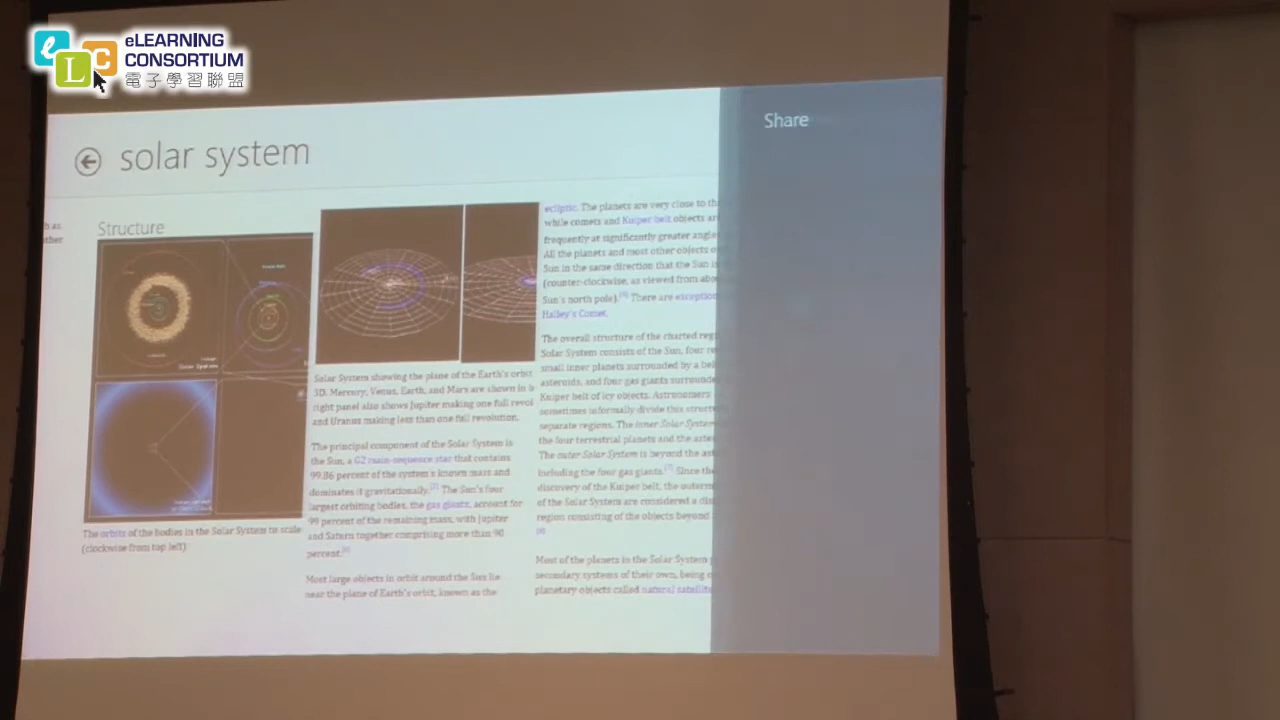 eLEARNING
CONSORTIUM
電子學習聯盟
e L C
Share
solar system
Structure
The orbits of the bodies in the Solar System to scale
(clockwise from top left)
Solar System showing the plane of the Earth's orbit
3D. Mercury, Venus, Earth, and Mars are shown in b
right panel also shows Jupiter making one full revol
and Uranus making less than one full revolution.
The principal component of the Solar System is
the Sun, a G2 main-sequence star that contains
99.86 percent of the system's known mass and
dominates it gravitationally.
The Sun's four
largest orbiting bodies, the gas giants, account for
99 percent of the remaining mass, with Jupiter
and Saturn together comprising more than 90
percent.
Most large objects in orbit around the Sun lie
near the plane of Earth's orbit, known as the
ecliptic. The planets are very close to th
while comets and Kuiper belt objects are
frequently at significantly greater angle
All the planets and most other objects o
Sun in the same direction that the Sun is
(counter-clockwise, as viewed from abo
Sun's north pole).
There are exception
Halley's Comet.
The overall structure of the charted reg
Solar System consists of the Sun, four re
small inner planets surrounded by a bel
asteroids, and four gas giants surrounde
Kuiper belt of icy objects. Astronomers
sometimes informally divide this structu
separate regions. The inner Solar System
the four terrestrial planets and the aste
The outer Solar System is beyond the ast
including the four gas giants.
Since the
discovery of the Kuiper belt, the outerm
of the Solar System are considered a dis
region consisting of the objects beyond
Most of the planets in the Solar System p
secondary systems of their own, being o
planetary objects called natural satellite